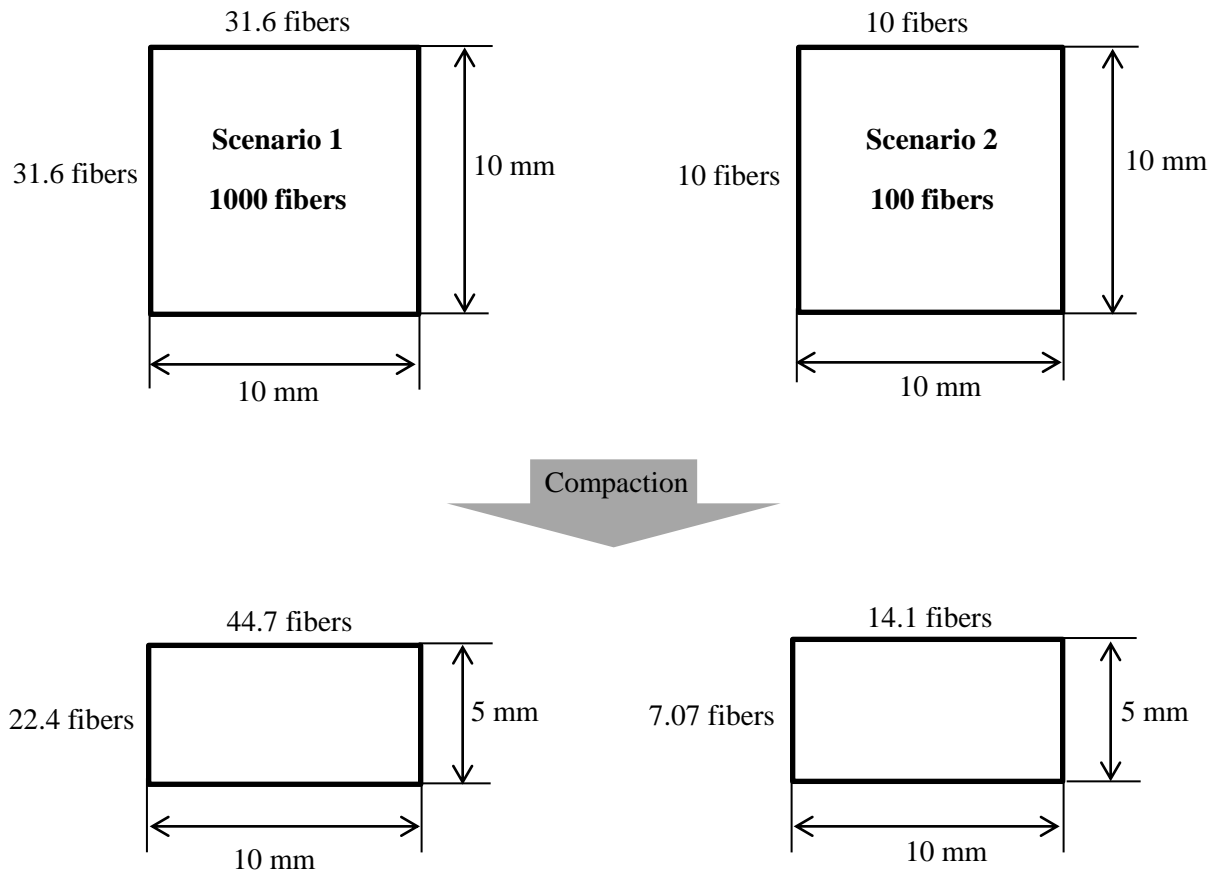 31.6 fibers
Scenario 1
1000 fibers
31.6 fibers
10 mm
10 mm
10 fibers
Scenario 2
100 fibers
10 fibers
10 mm
10 mm
Compaction
44.7 fibers
22.4 fibers
5 mm
10 mm
14.1 fibers
7.07 fibers
5 mm
10 mm